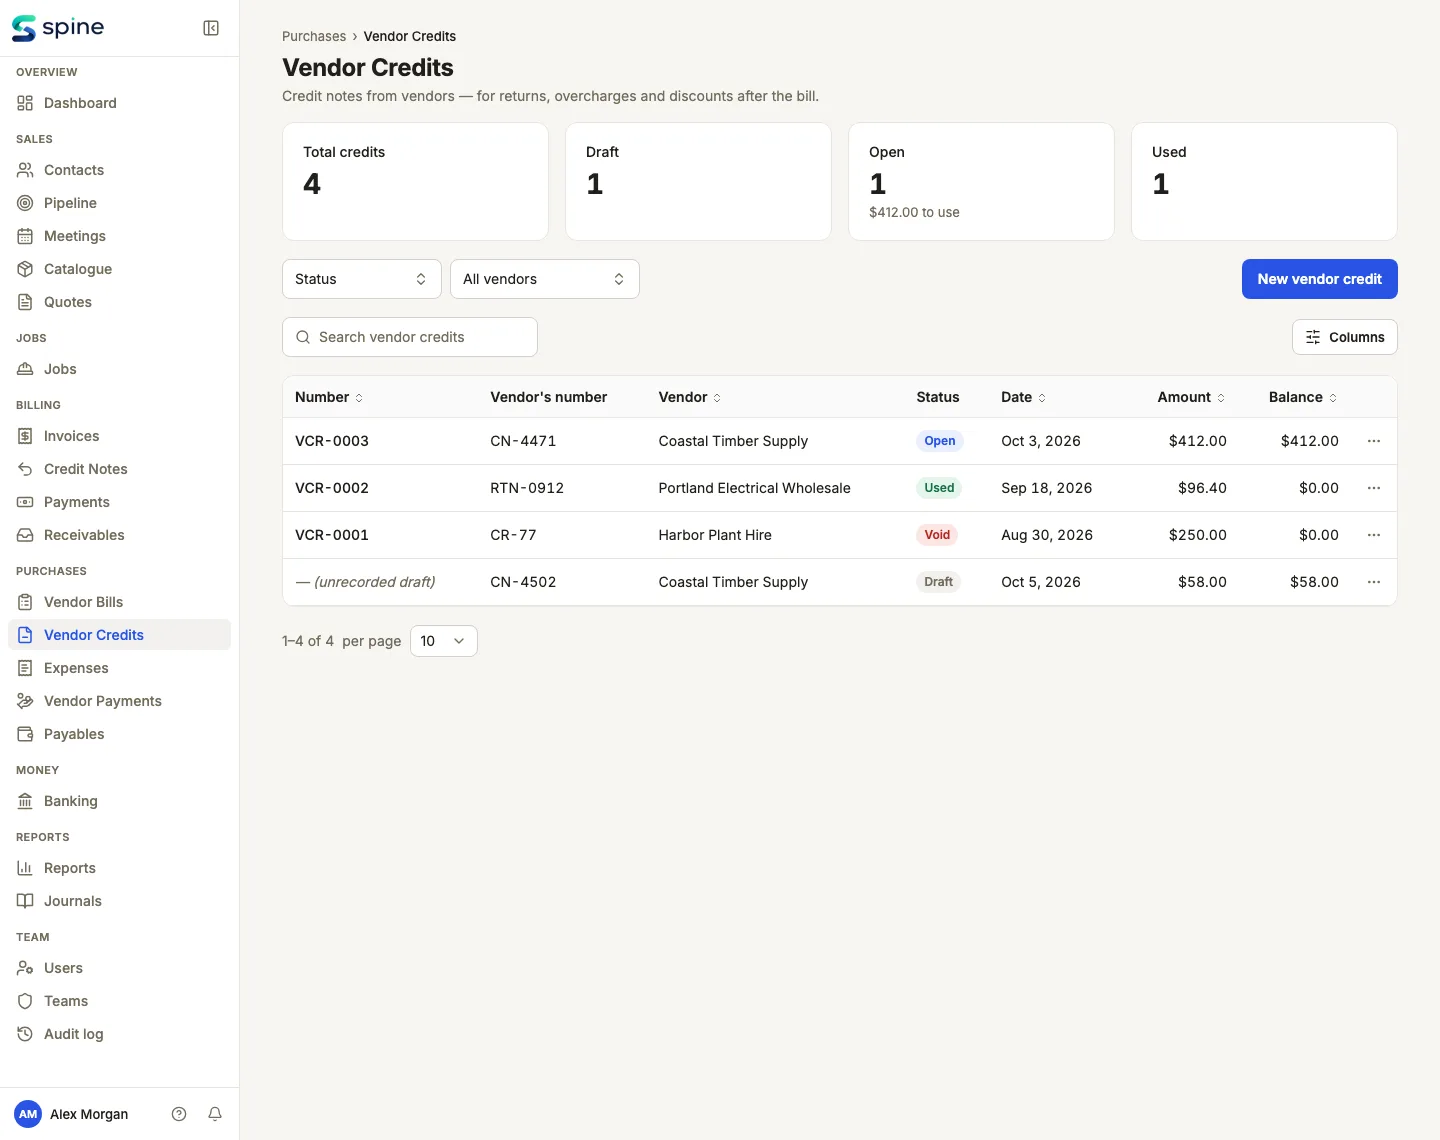 spine
OVERVIEW
Dashboard
SALES
Contacts
Pipeline
Meetings
Catalogue
Quotes
JOBS
Jobs
BILLING
Invoices
Credit Notes
Payments
Receivables
PURCHASES
Vendor Bills
Vendor Credits
Expenses
Vendor Payments
Payables
MONEY
Banking
REPORTS
Reports
Journals
TEAM
Users
Teams
Audit log
AM Alex Morgan
Purchases › Vendor Credits
Vendor Credits
Credit notes from vendors — for returns, overcharges and discounts after the bill.
Total credits
4
Draft
1
Open
1
$412.00 to use
Used
1
Status All vendors New vendor credit
Search vendor credits Columns
Number Vendor's number Vendor Status Date Amount Balance
VCR-0003 CN-4471 Coastal Timber Supply Open Oct 3, 2026 $412.00 $412.00
VCR-0002 RTN-0912 Portland Electrical Wholesale Used Sep 18, 2026 $96.40 $0.00
VCR-0001 CR-77 Harbor Plant Hire Void Aug 30, 2026 $250.00 $0.00
— (unrecorded draft) CN-4502 Coastal Timber Supply Draft Oct 5, 2026 $58.00 $58.00
1–4 of 4 per page 10